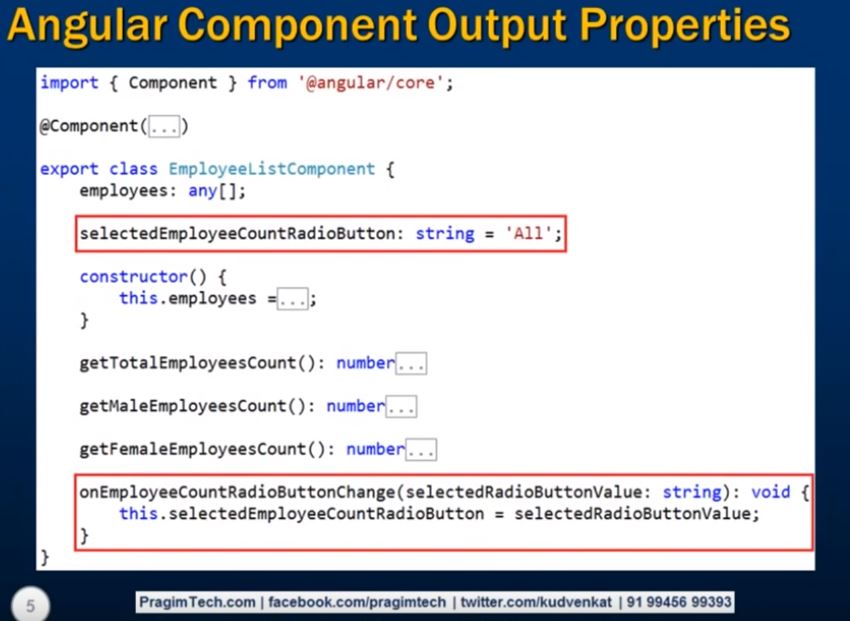 Angular Component Output Properties
import { Component } from '@angular/core';
@Component(...)
export class EmployeeListComponent {
employees: any[];
selectedEmployeeCountRadioButton: string = 'All';
constructor() {
this.employees =...;
}
getTotalEmployeesCount(): number...
getMaleEmployeesCount(): number...
getFemaleEmployeesCount(): number...
onEmployeeCountRadioButtonChange(selectedRadioButtonValue: string): void {
this.selectedEmployeeCountRadioButton = selectedRadioButtonValue;
}
}
5 PragimTech.com | facebook.com/pragimtech | twitter.com/kudvenkat | 91 99456 99393